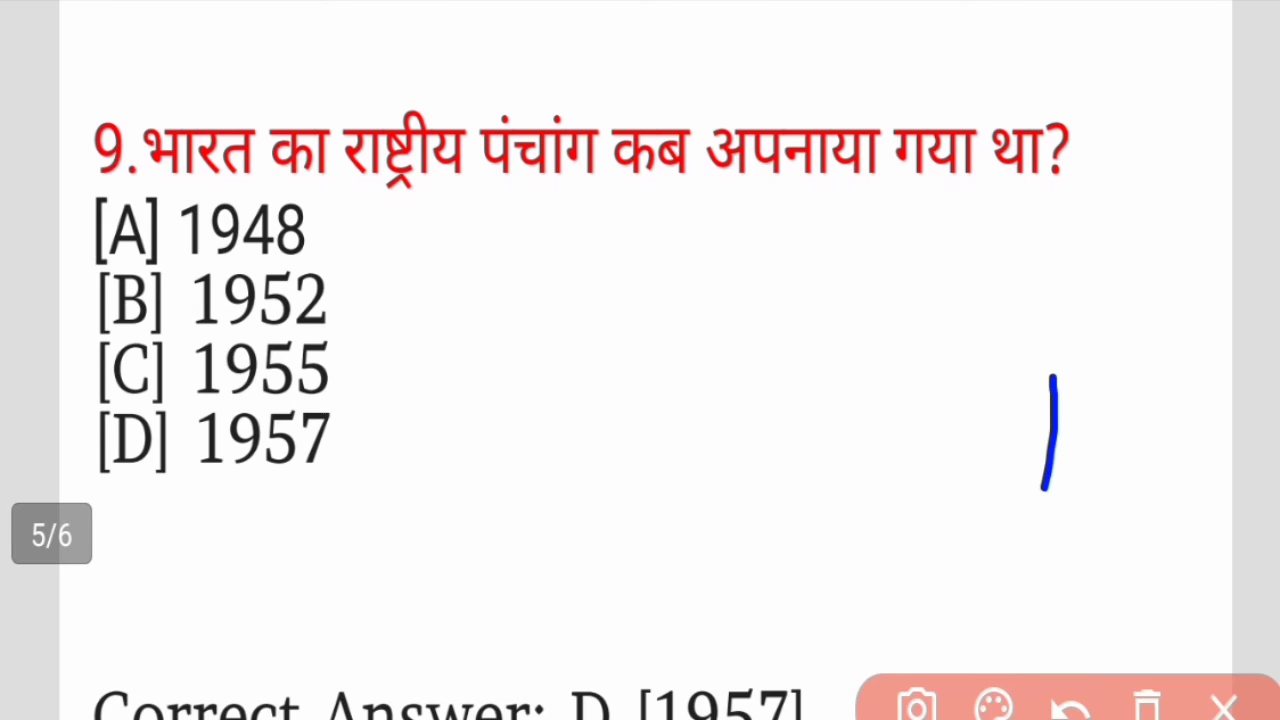 9.भारत का राष्ट्रीय पंचांग कब अपनाया गया था?
[A] 1948
[B] 1952
[C] 1955
[D] 1957
5/6
Correct Answer: D [1957]